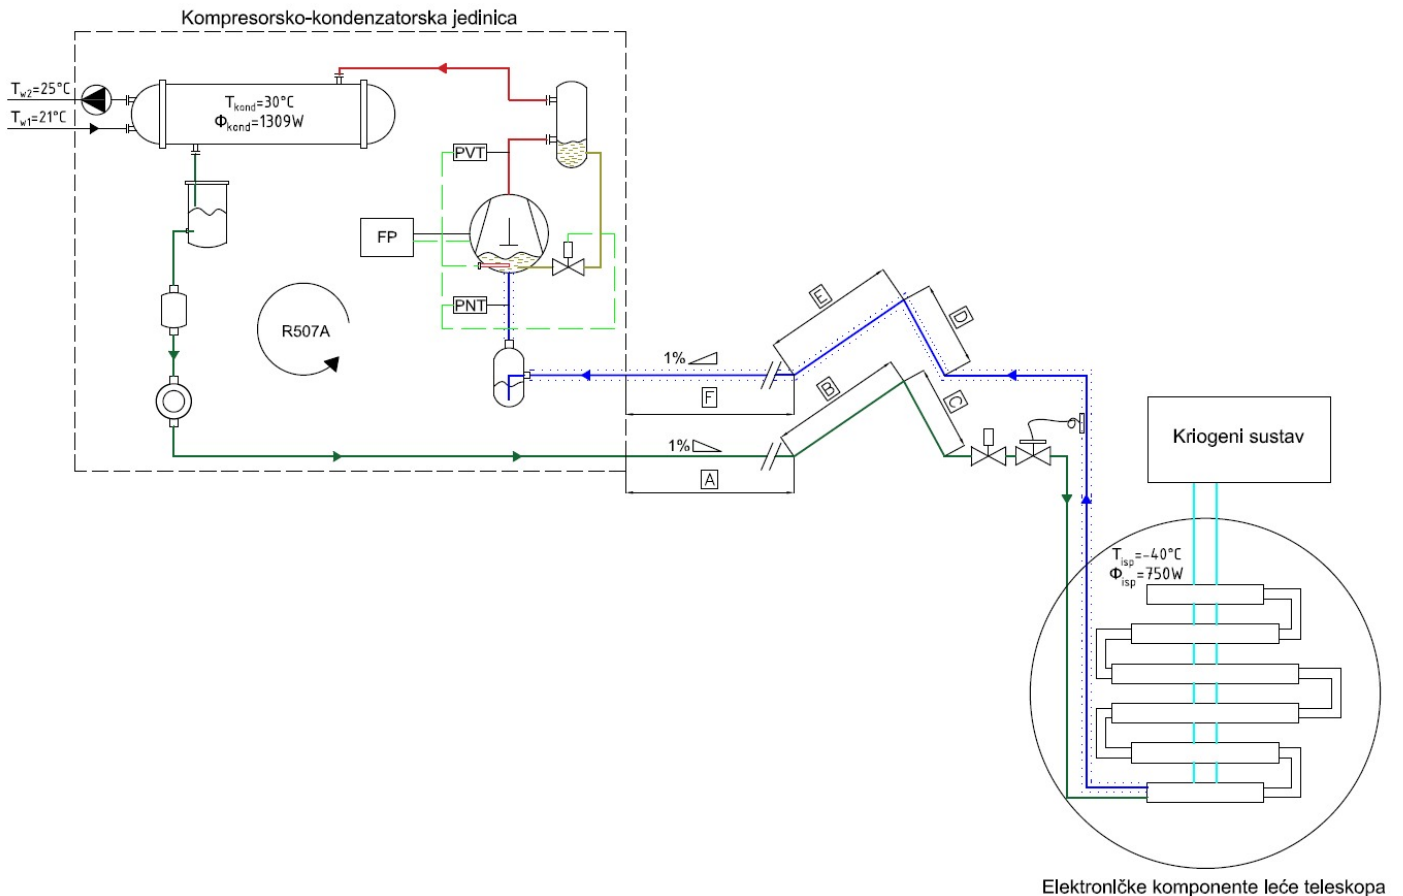 Kompresorsko-kondenzatorska jedinica
Tw2=25°C
Tw1=21°C
Tkond=30°C
Φkond=1309W
PVT
FP
PNT
R507A
E
D
1%
B
F
C
1%
A
Kriogeni sustav
Tisp=-40°C
Φisp=750W
Elektroničke komponente leće teleskopa